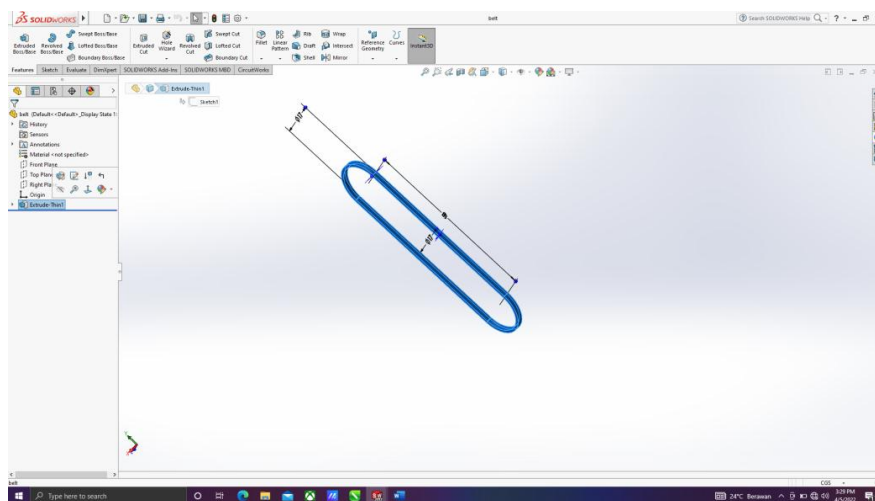 SOLIDWORKS
belt
Search SOLIDWORKS Help
Extruded Boss/Base
Revolved Boss/Base
Swept Boss/Base
Lofted Boss/Base
Boundary Boss/Base
Extruded Cut
Hole Wizard
Revolved Cut
Swept Cut
Lofted Cut
Boundary Cut
Fillet
Linear Pattern
Rib
Draft
Shell
Wrap
Intersect
Mirror
Reference Geometry
Curves
Instant3D
Features Sketch Evaluate DimXpert SOLIDWORKS Add-Ins SOLIDWORKS MBD CircuitWorks
Extrude-Thin1
Sketch1
belt (Default<<Default>_Display State 1>
History
Sensors
Annotations
Material <not specified>
Front Plane
Top Plane
Right Pla
Origin
Extrude-Thin1
belt
CGS
Type here to search
24°C Berawan
3:29 PM
4/5/2022